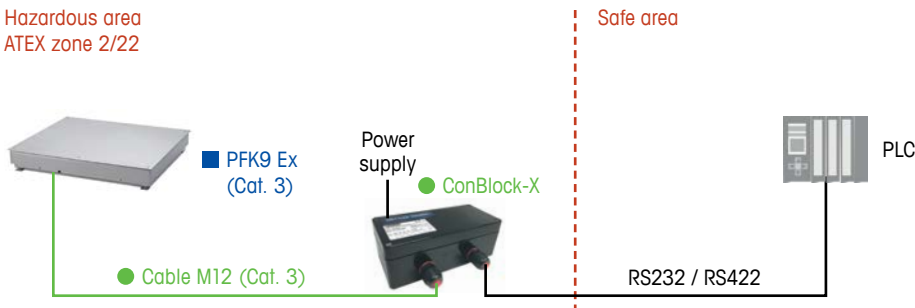 Hazardous area
ATEX zone 2/22
Safe area
Power
supply
PFK9 Ex
(Cat. 3)
ConBlock-X
PLC
Cable M12 (Cat. 3)
RS232 / RS422